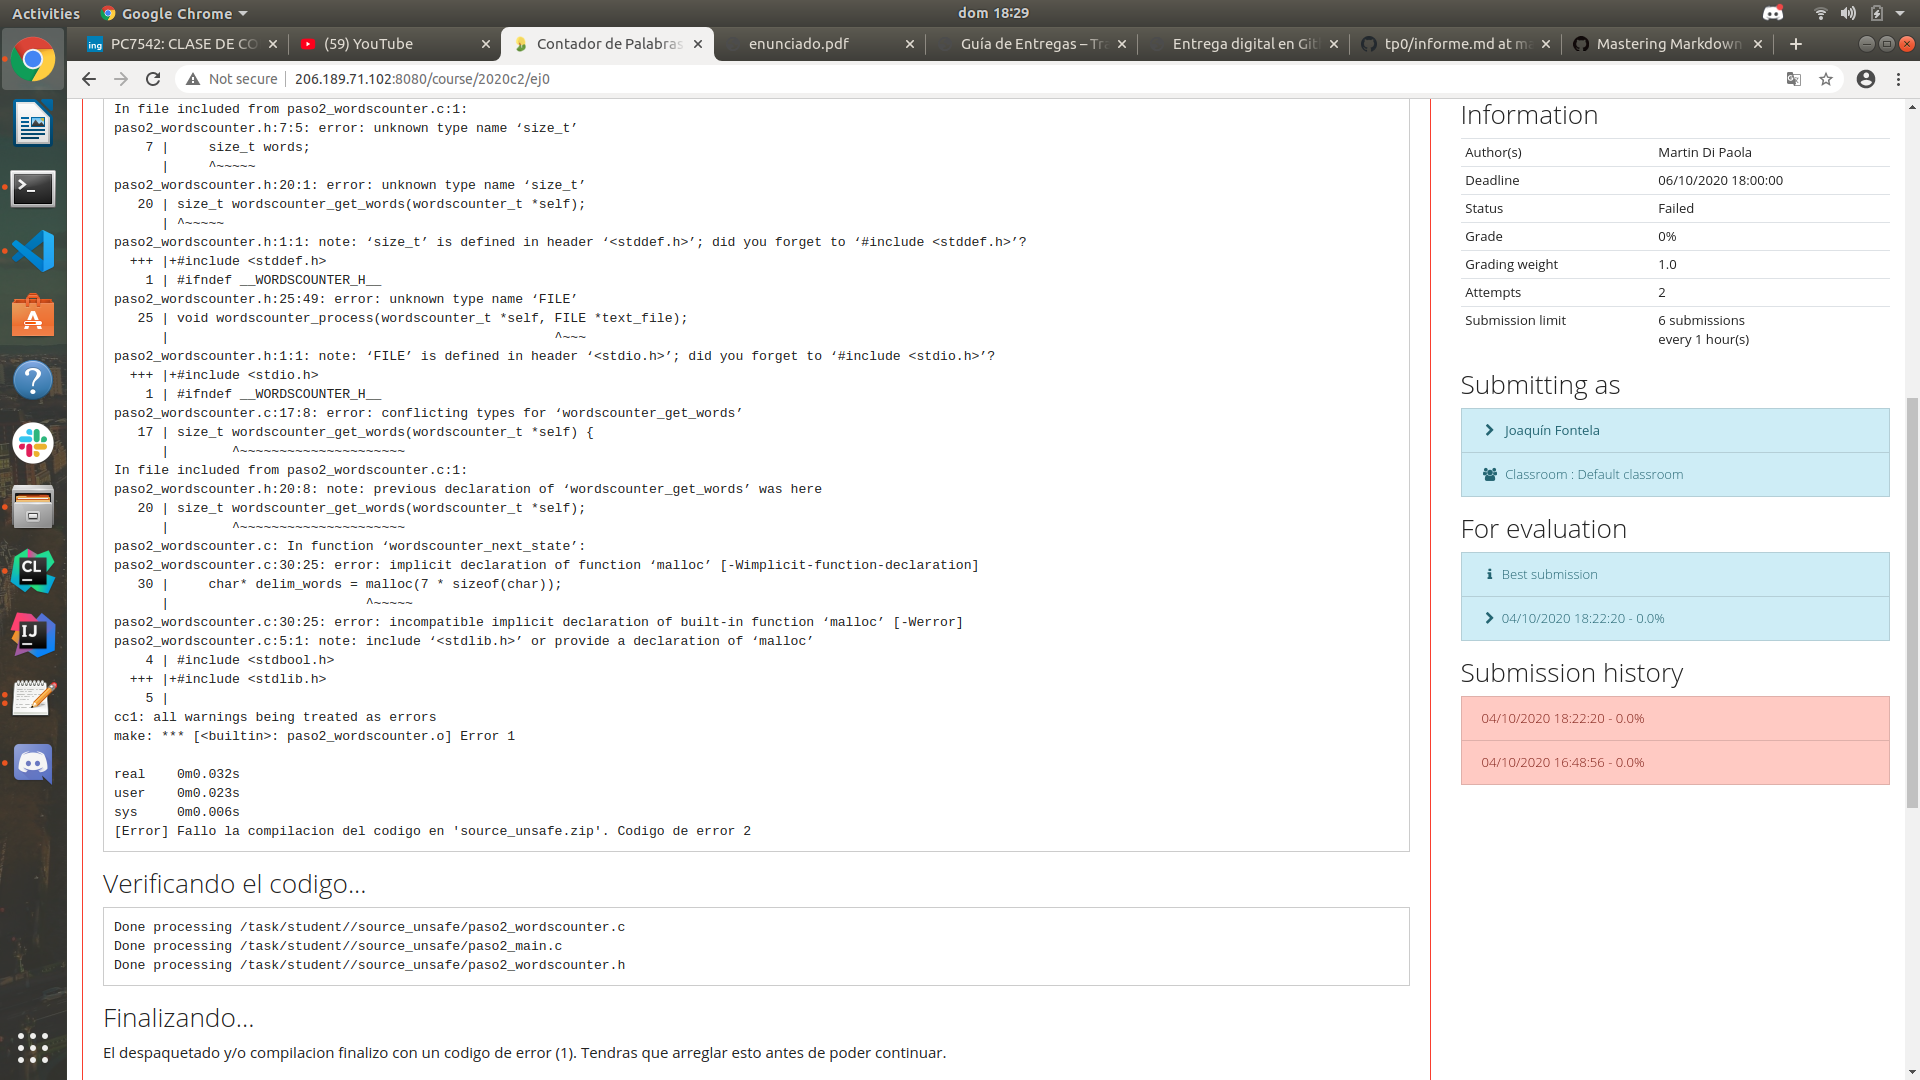 Activities
Google Chrome
dom 18:29
PC7542: CLASE DE CO
(59) YouTube
Contador de Palabras
enunciado.pdf
Guía de Entregas – Tra
Entrega digital en Git
tp0/informe.md at ma
Mastering Markdown
Not secure
206.189.71.102:8080/course/2020c2/ej0
In file included from paso2_wordscounter.c:1:
paso2_wordscounter.h:7:5: error: unknown type name ‘size_t’
7 |     size_t words;
|     ^~~~~~
paso2_wordscounter.h:20:1: error: unknown type name ‘size_t’
20 | size_t wordscounter_get_words(wordscounter_t *self);
| ^~~~~~
paso2_wordscounter.h:1:1: note: ‘size_t’ is defined in header ‘<stddef.h>’; did you forget to ‘#include <stddef.h>’?
+++ |+#include <stddef.h>
1 | #ifndef __WORDSCOUNTER_H__
paso2_wordscounter.h:25:49: error: unknown type name ‘FILE’
25 | void wordscounter_process(wordscounter_t *self, FILE *text_file);
|                                                 ^~~~
paso2_wordscounter.h:1:1: note: ‘FILE’ is defined in header ‘<stdio.h>’; did you forget to ‘#include <stdio.h>’?
+++ |+#include <stdio.h>
1 | #ifndef __WORDSCOUNTER_H__
paso2_wordscounter.c:17:8: error: conflicting types for ‘wordscounter_get_words’
17 | size_t wordscounter_get_words(wordscounter_t *self) {
|        ^~~~~~~~~~~~~~~~~~~~~~
In file included from paso2_wordscounter.c:1:
paso2_wordscounter.h:20:8: note: previous declaration of ‘wordscounter_get_words’ was here
20 | size_t wordscounter_get_words(wordscounter_t *self);
|        ^~~~~~~~~~~~~~~~~~~~~~
paso2_wordscounter.c: In function ‘wordscounter_next_state’:
paso2_wordscounter.c:30:25: error: implicit declaration of function ‘malloc’ [-Wimplicit-function-declaration]
30 |     char* delim_words = malloc(7 * sizeof(char));
|                         ^~~~~~
paso2_wordscounter.c:30:25: error: incompatible implicit declaration of built-in function ‘malloc’ [-Werror]
paso2_wordscounter.c:5:1: note: include ‘<stdlib.h>’ or provide a declaration of ‘malloc’
4 | #include <stdbool.h>
+++ |+#include <stdlib.h>
5 |
cc1: all warnings being treated as errors
make: *** [<builtin>: paso2_wordscounter.o] Error 1
real    0m0.032s
user    0m0.023s
sys     0m0.006s
[Error] Fallo la compilacion del codigo en 'source_unsafe.zip'. Codigo de error 2
Verificando el codigo...
Done processing /task/student//source_unsafe/paso2_wordscounter.c
Done processing /task/student//source_unsafe/paso2_main.c
Done processing /task/student//source_unsafe/paso2_wordscounter.h
Finalizando...
El despaquetado y/o compilacion finalizo con un codigo de error (1). Tendras que arreglar esto antes de poder continuar.
Information
Author(s) Martin Di Paola
Deadline 06/10/2020 18:00:00
Status Failed
Grade 0%
Grading weight 1.0
Attempts 2
Submission limit 6 submissions
every 1 hour(s)
Submitting as
Joaquín Fontela
Classroom : Default classroom
For evaluation
Best submission
04/10/2020 18:22:20 - 0.0%
Submission history
04/10/2020 18:22:20 - 0.0%
04/10/2020 16:48:56 - 0.0%